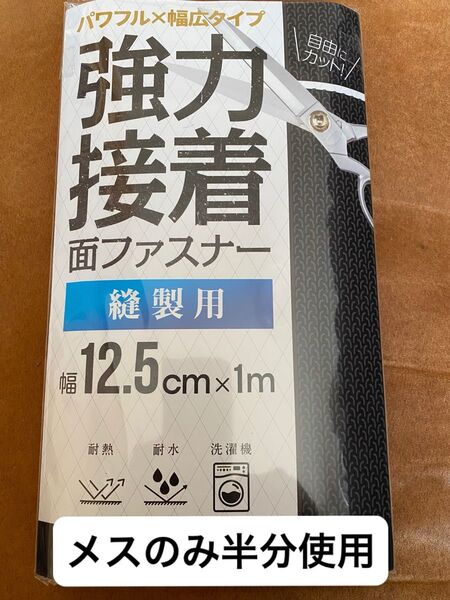 パワフル×幅広タイプ
自由に
カット!
強力
接着
面ファスナー
縫製用
幅12.5cm×1m
耐熱 耐水 洗濯機
メスのみ半分使用